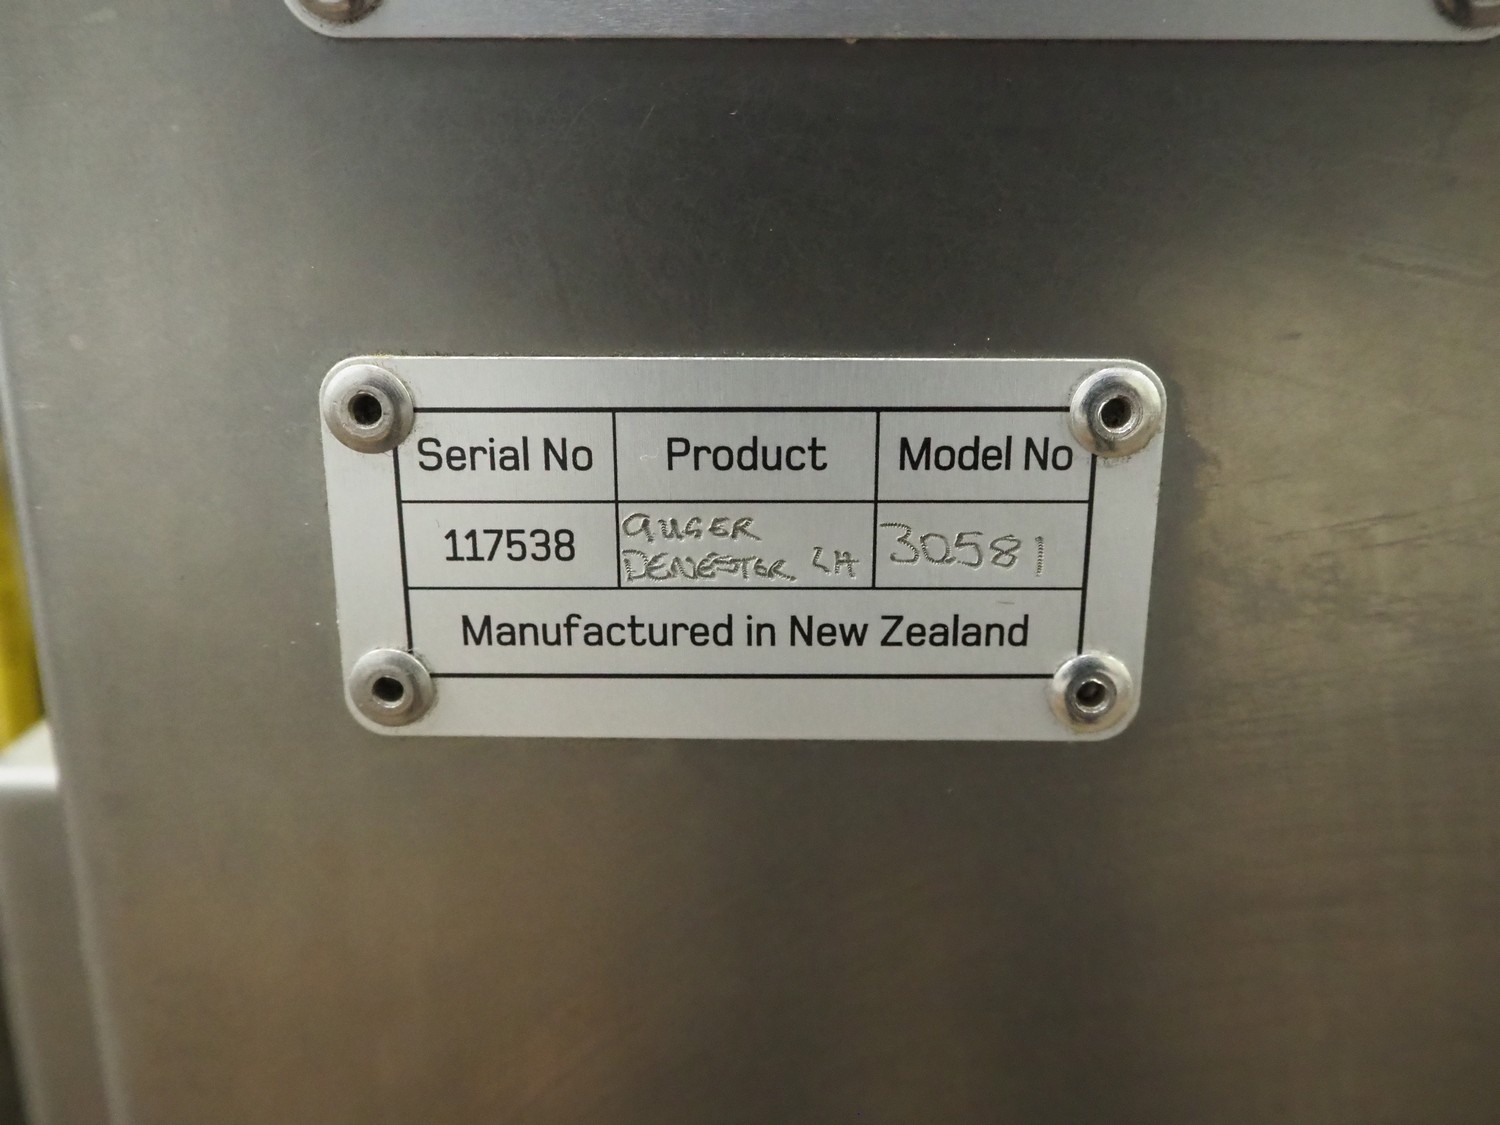 Serial No Product Model No
117538 AUGER DENESTER LH 30581
Manufactured in New Zealand